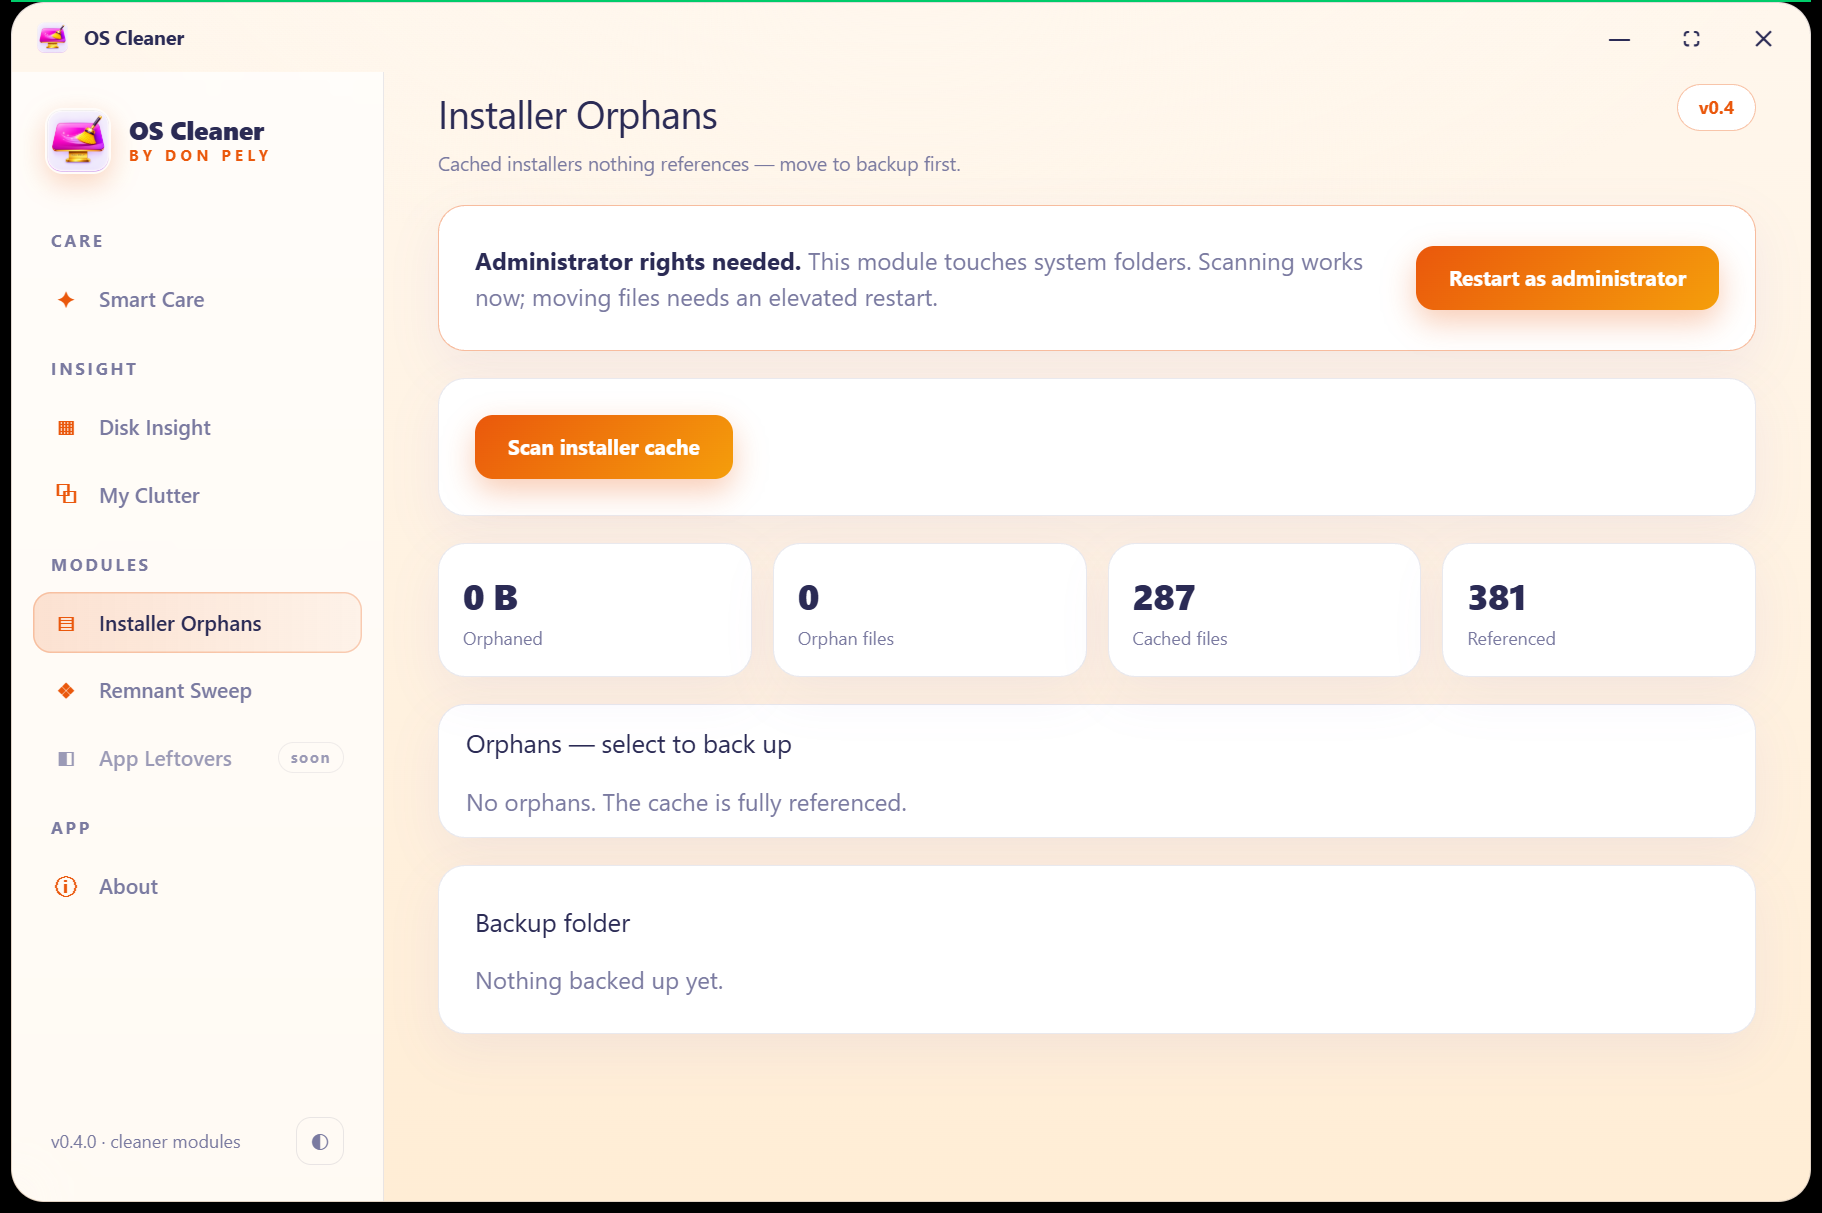 OS Cleaner
OS Cleaner
BY DON PELY
CARE
Smart Care
INSIGHT
Disk Insight
My Clutter
MODULES
Installer Orphans
Remnant Sweep
App Leftovers
soon
APP
About
v0.4.0 · cleaner modules
Installer Orphans
v0.4
Cached installers nothing references — move to backup first.
Administrator rights needed. This module touches system folders. Scanning works
now; moving files needs an elevated restart.
Restart as administrator
Scan installer cache
0 B
Orphaned
0
Orphan files
287
Cached files
381
Referenced
Orphans — select to back up
No orphans. The cache is fully referenced.
Backup folder
Nothing backed up yet.